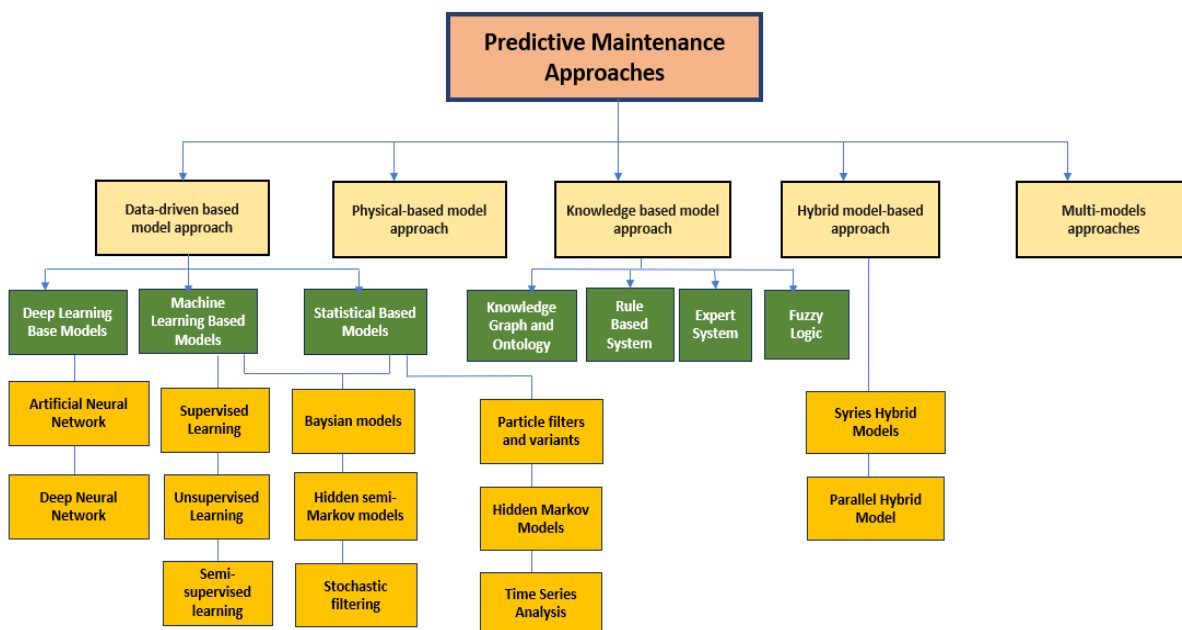 Predictive Maintenance
Approaches
Data-driven based
model approach
Physical-based model
approach
Knowledge based model
approach
Hybrid model-based
approach
Multi-models
approaches
Deep Learning
Base Models
Machine
Learning Based
Models
Statistical Based
Models
Knowledge
Graph and
Ontology
Rule
Based
System
Expert
System
Fuzzy
Logic
Artificial Neural
Network
Supervised
Learning
Baysian models
Particle filters
and variants
Syries Hybrid
Models
Deep Neural
Network
Unsupervised
Learning
Hidden semi-
Markov models
Hidden Markov
Models
Parallel Hybrid
Model
Semi-
supervised
learning
Stochastic
filtering
Time Series
Analysis